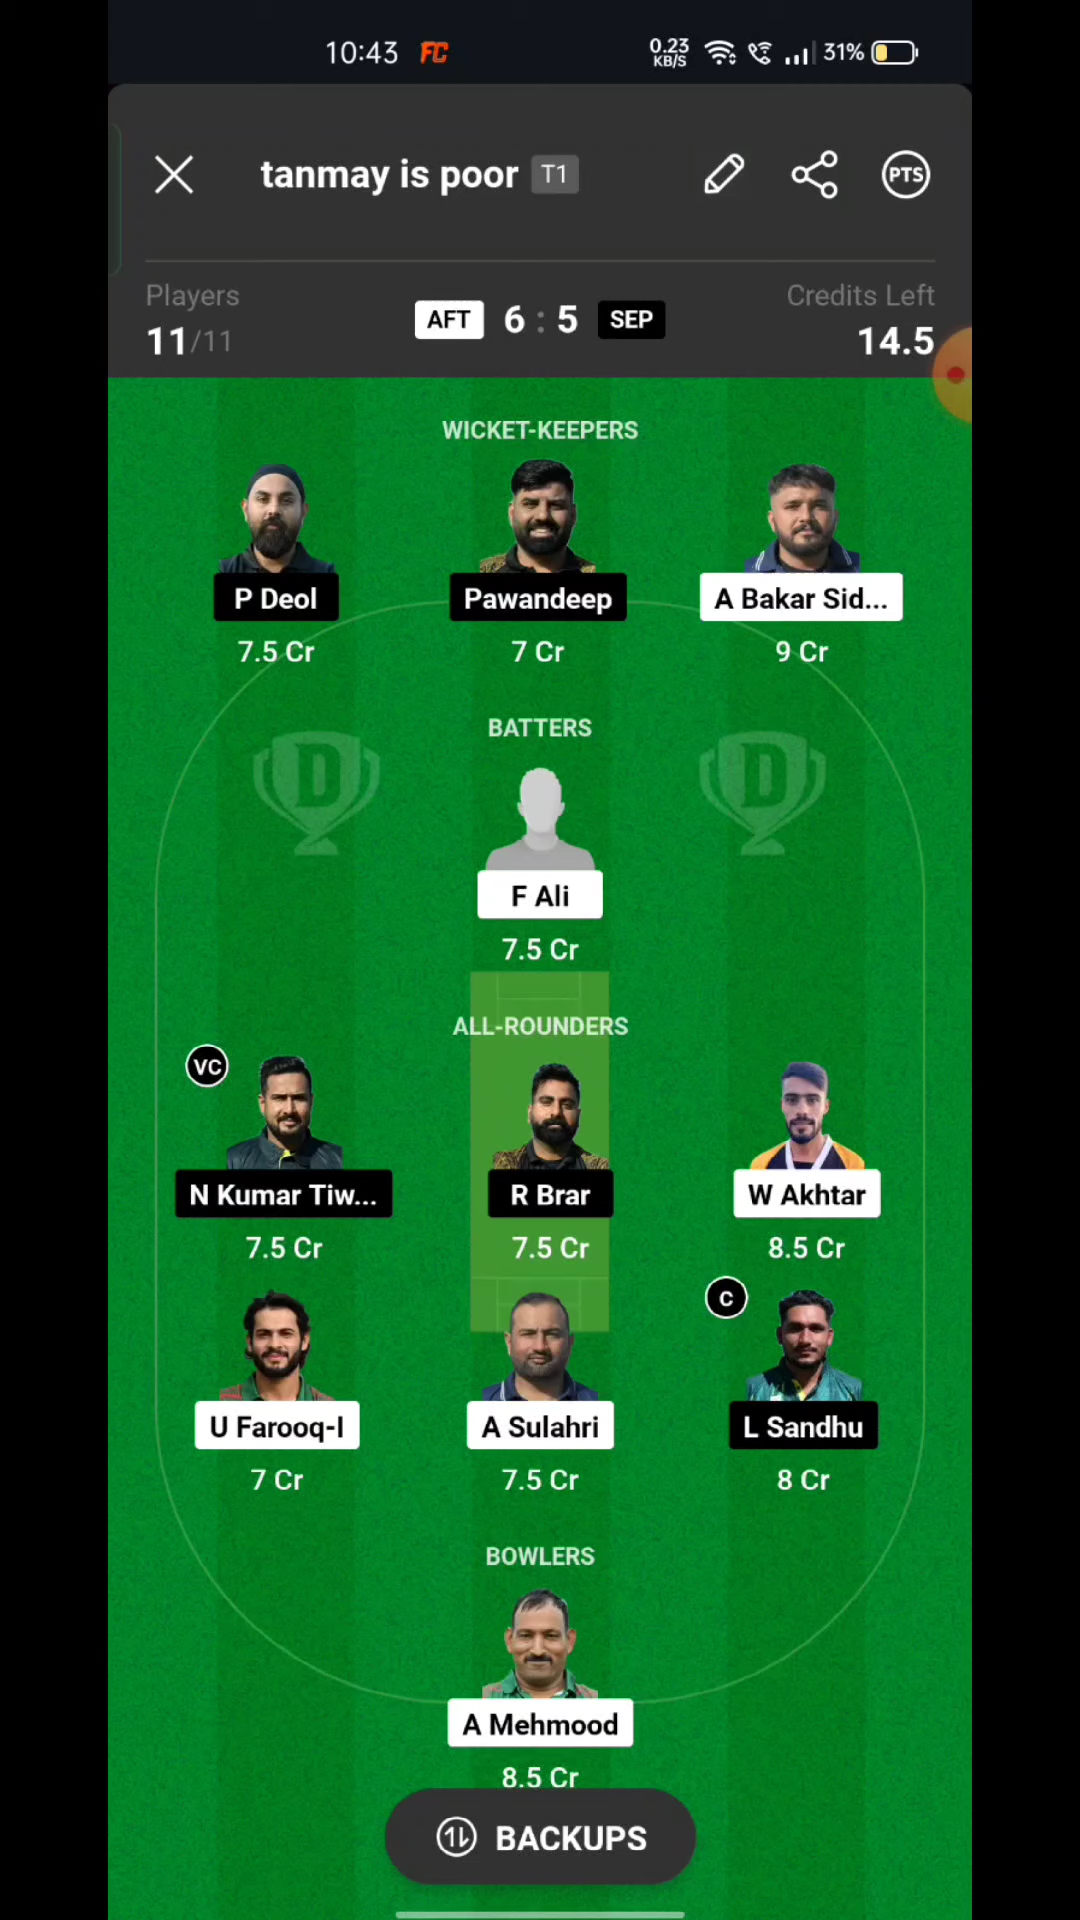 10:43 FC 0.23 KB/S 31%
tanmay is poor T1 PTS
Players Credits Left
11/11 AFT 6 : 5 SEP 14.5
WICKET-KEEPERS
P Deol Pawandeep A Bakar Sid...
7.5 Cr 7 Cr 9 Cr
BATTERS
D D
F Ali
7.5 Cr
ALL-ROUNDERS
VC
N Kumar Tiw... R Brar W Akhtar
7.5 Cr 7.5 Cr 8.5 Cr
C
U Farooq-I A Sulahri L Sandhu
7 Cr 7.5 Cr 8 Cr
BOWLERS
A Mehmood
8.5 Cr
BACKUPS